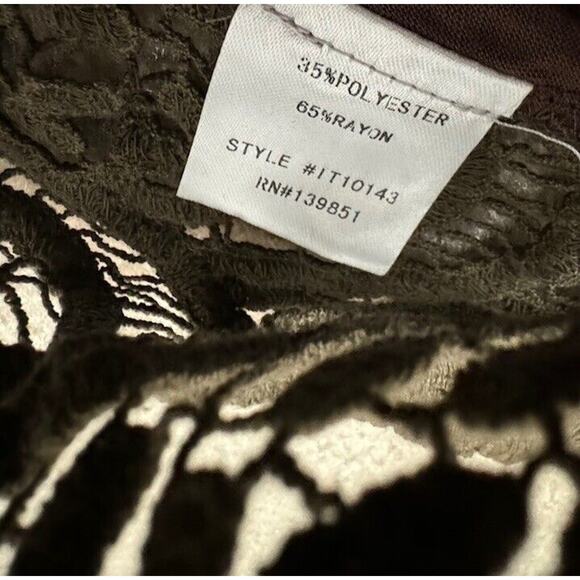 35%POLYESTER
65%RAYON
STYLE #IT10143
RN#139851